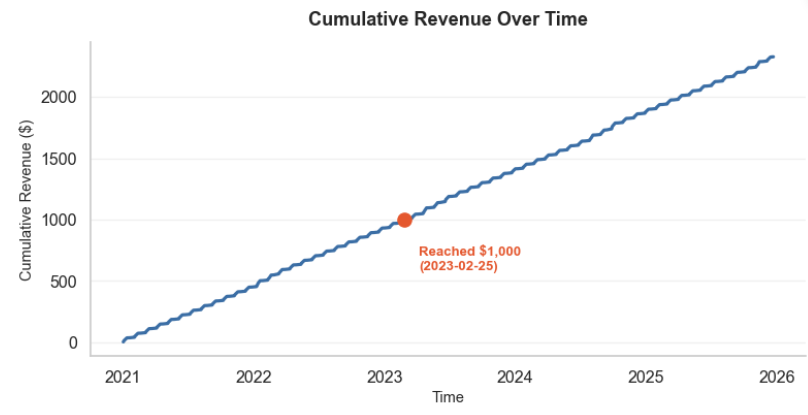 Cumulative Revenue Over Time
Cumulative Revenue ($)
2000
1500
1000
500
0
Reached $1,000
(2023-02-25)
2021 2022 2023 2024 2025 2026
Time